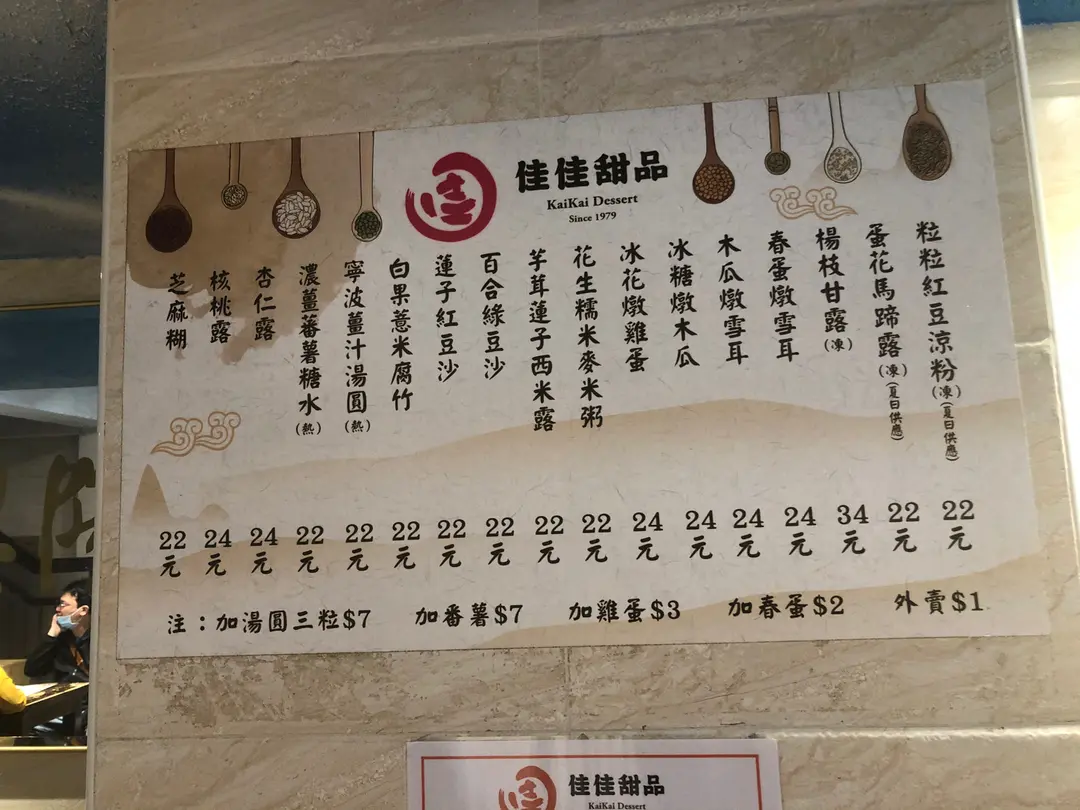 佳佳甜品
KaiKai Dessert
Since 1979
粒粒紅豆涼粉(凍)(夏日供應)
22元
蛋花馬蹄露(凍)(夏日供應)
22元
楊枝甘露(凍)
34元
春蛋燉雪耳
24元
木瓜燉雪耳
24元
冰糖燉木瓜
24元
冰花燉雞蛋
24元
花生糯米麥米粥
22元
芋茸蓮子西米露
22元
百合綠豆沙
22元
蓮子紅豆沙
22元
白果薏米腐竹
22元
寧波薑汁湯圓(熱)
22元
濃薑蕃薯糖水(熱)
22元
杏仁露
24元
核桃露
24元
芝麻糊
22元
注：加湯圓三粒$7 加番薯$7 加雞蛋$3 加春蛋$2 外賣$1
佳佳甜品
KaiKai Dessert